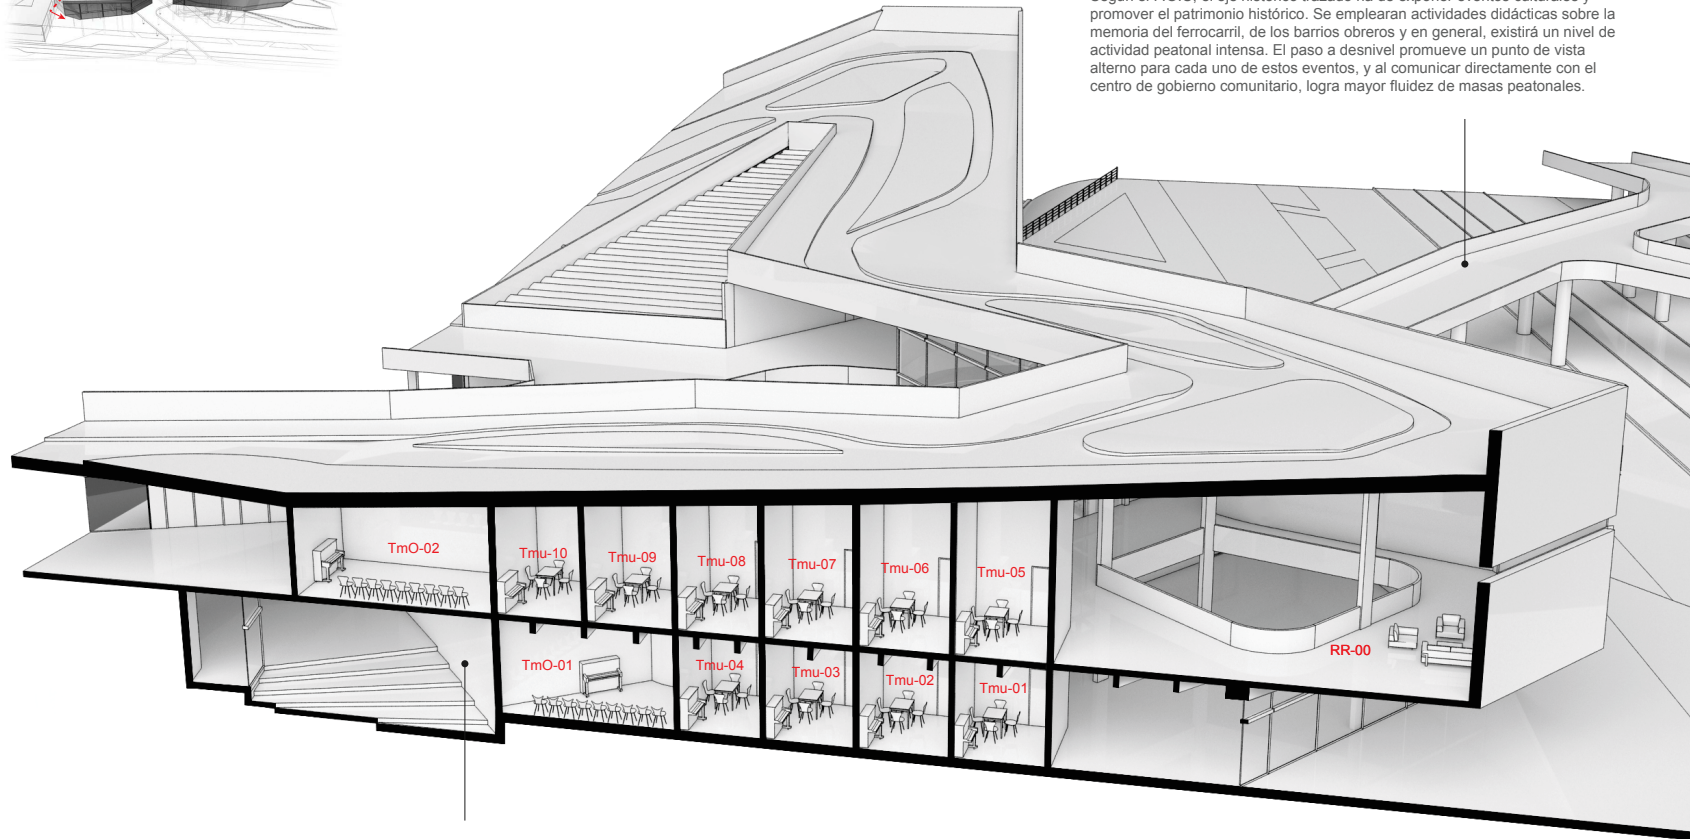 promover el patrimonio histórico. Se emplearan actividades didácticas sobre la
memoria del ferrocarril, de los barrios obreros y en general, existirá un nivel de
actividad peatonal intensa. El paso a desnivel promueve un punto de vista
alterno para cada uno de estos eventos, y al comunicar directamente con el
centro de gobierno comunitario, logra mayor fluidez de masas peatonales.
TmO-02
Tmu-10
Tmu-09
Tmu-08
Tmu-07
Tmu-06
Tmu-05
RR-00
TmO-01
Tmu-04
Tmu-03
Tmu-02
Tmu-01